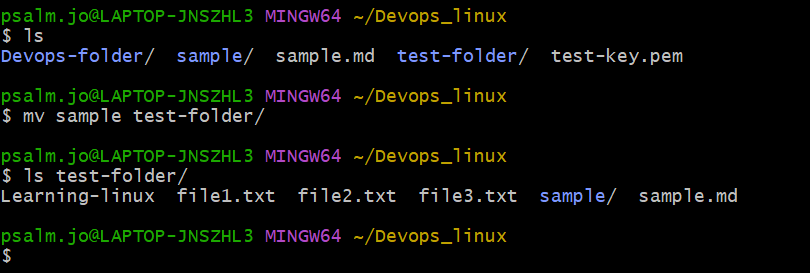 psalm.jo@LAPTOP-JNSZHL3 MINGW64 ~/Devops_linux
$ ls
Devops-folder/  sample/  sample.md  test-folder/  test-key.pem
psalm.jo@LAPTOP-JNSZHL3 MINGW64 ~/Devops_linux
$ mv sample test-folder/
psalm.jo@LAPTOP-JNSZHL3 MINGW64 ~/Devops_linux
$ ls test-folder/
Learning-linux  file1.txt  file2.txt  file3.txt  sample/  sample.md
psalm.jo@LAPTOP-JNSZHL3 MINGW64 ~/Devops_linux
$